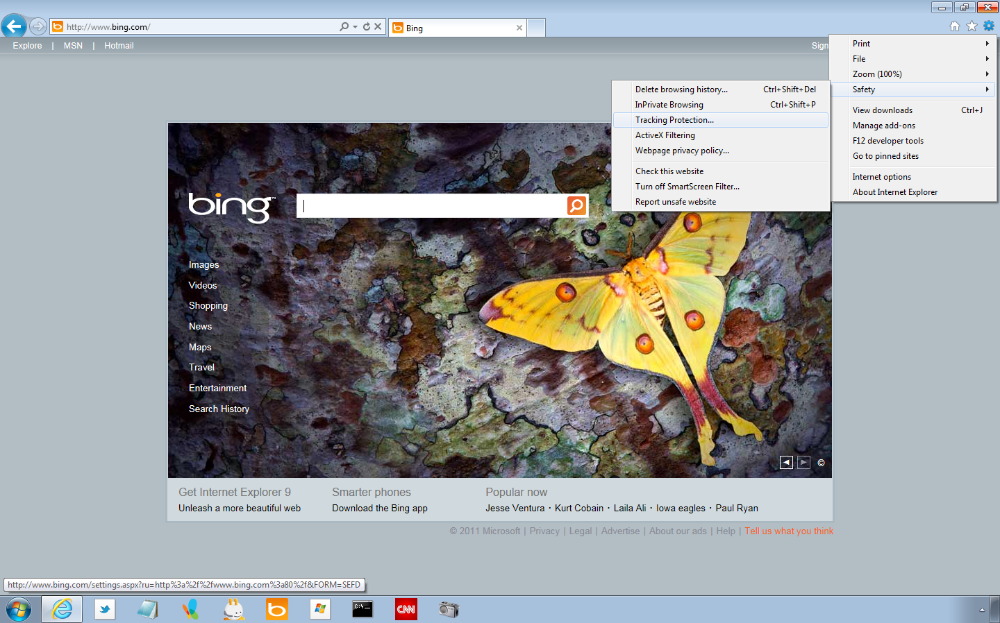 http://www.bing.com/
Bing
Explore | MSN | Hotmail
Sign
Print
File
Zoom (100%)
Safety
View downloads Ctrl+J
Manage add-ons
F12 developer tools
Go to pinned sites
Internet options
About Internet Explorer
Delete browsing history... Ctrl+Shift+Del
InPrivate Browsing Ctrl+Shift+P
Tracking Protection...
ActiveX Filtering
Webpage privacy policy...
Check this website
Turn off SmartScreen Filter...
Report unsafe website
bing™
Images
Videos
Shopping
News
Maps
Travel
Entertainment
Search History
©
Get Internet Explorer 9
Unleash a more beautiful web
Smarter phones
Download the Bing app
Popular now
Jesse Ventura · Kurt Cobain · Laila Ali · Iowa eagles · Paul Ryan
© 2011 Microsoft | Privacy | Legal | Advertise | About our ads | Help | Tell us what you think
http://www.bing.com/settings.aspx?ru=http%3a%2f%2fwww.bing.com%3a80%2f&FORM=SEFD
C:\_
CNN